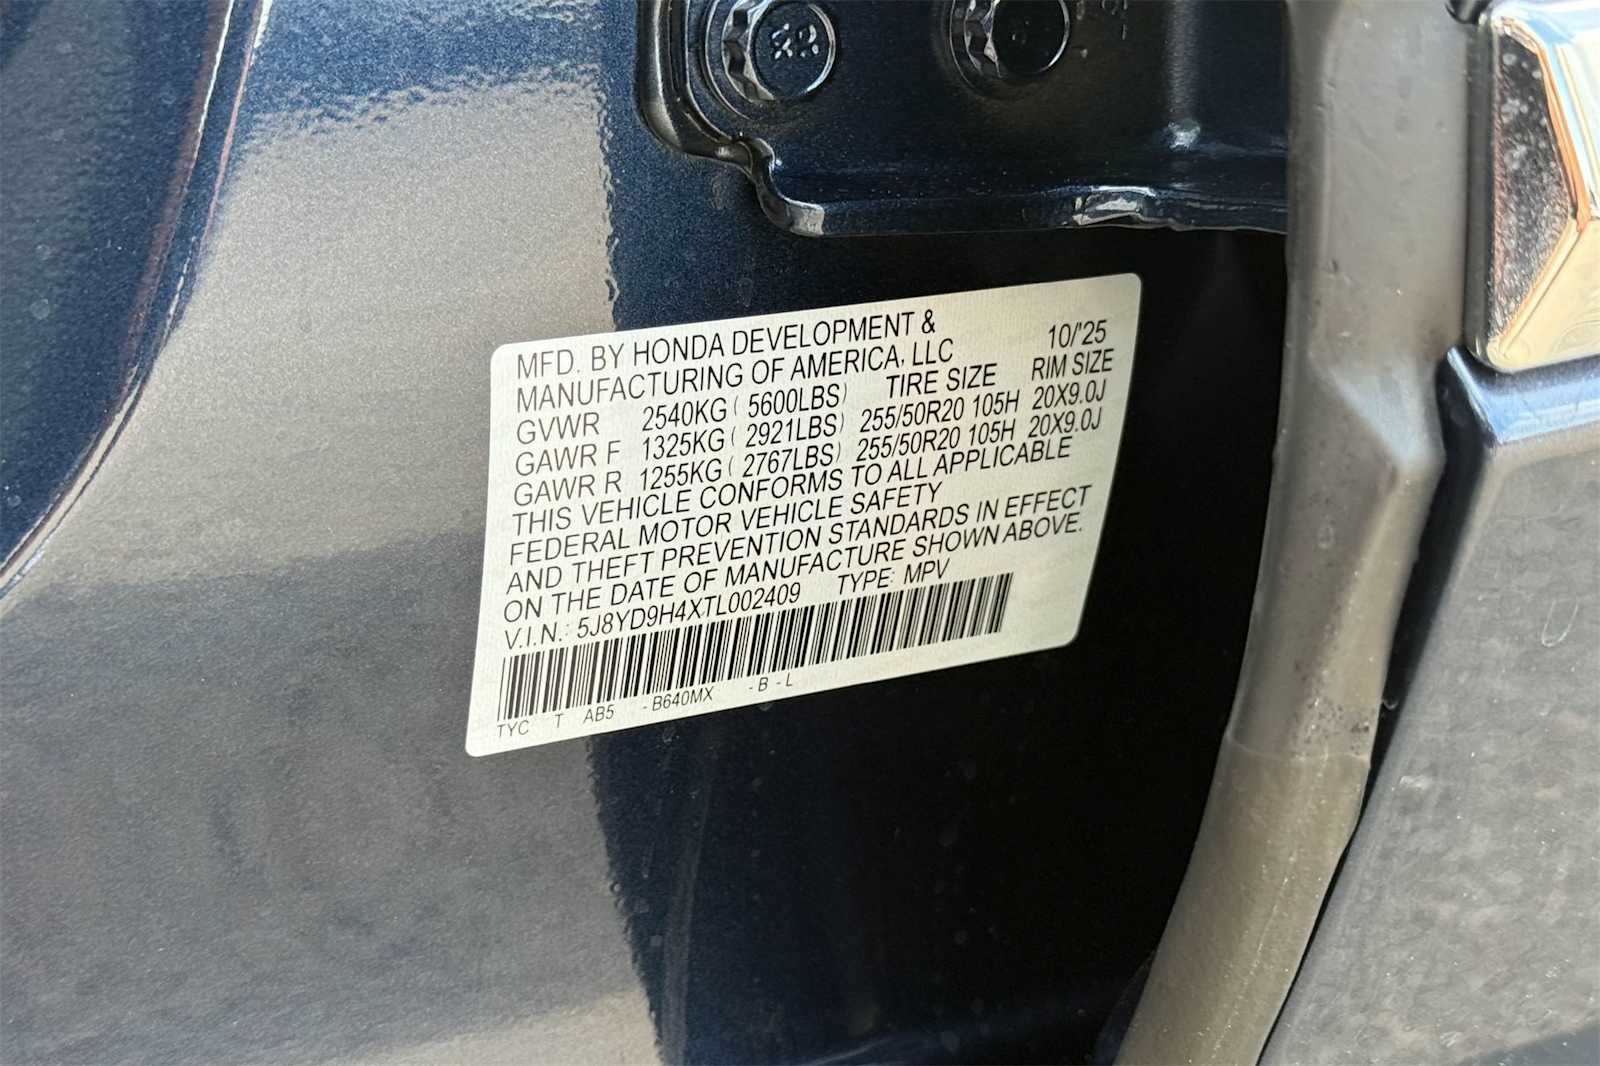 MFD. BY HONDA DEVELOPMENT &
MANUFACTURING OF AMERICA, LLC 10/'25
GVWR 2540KG ( 5600LBS) TIRE SIZE RIM SIZE
GAWR F 1325KG ( 2921LBS) 255/50R20 105H 20X9.0J
GAWR R 1255KG ( 2767LBS) 255/50R20 105H 20X9.0J
THIS VEHICLE CONFORMS TO ALL APPLICABLE
FEDERAL MOTOR VEHICLE SAFETY
AND THEFT PREVENTION STANDARDS IN EFFECT
ON THE DATE OF MANUFACTURE SHOWN ABOVE.
V.I.N.: 5J8YD9H4XTL002409 TYPE: MPV
TYC T AB5 - B640MX - B - L